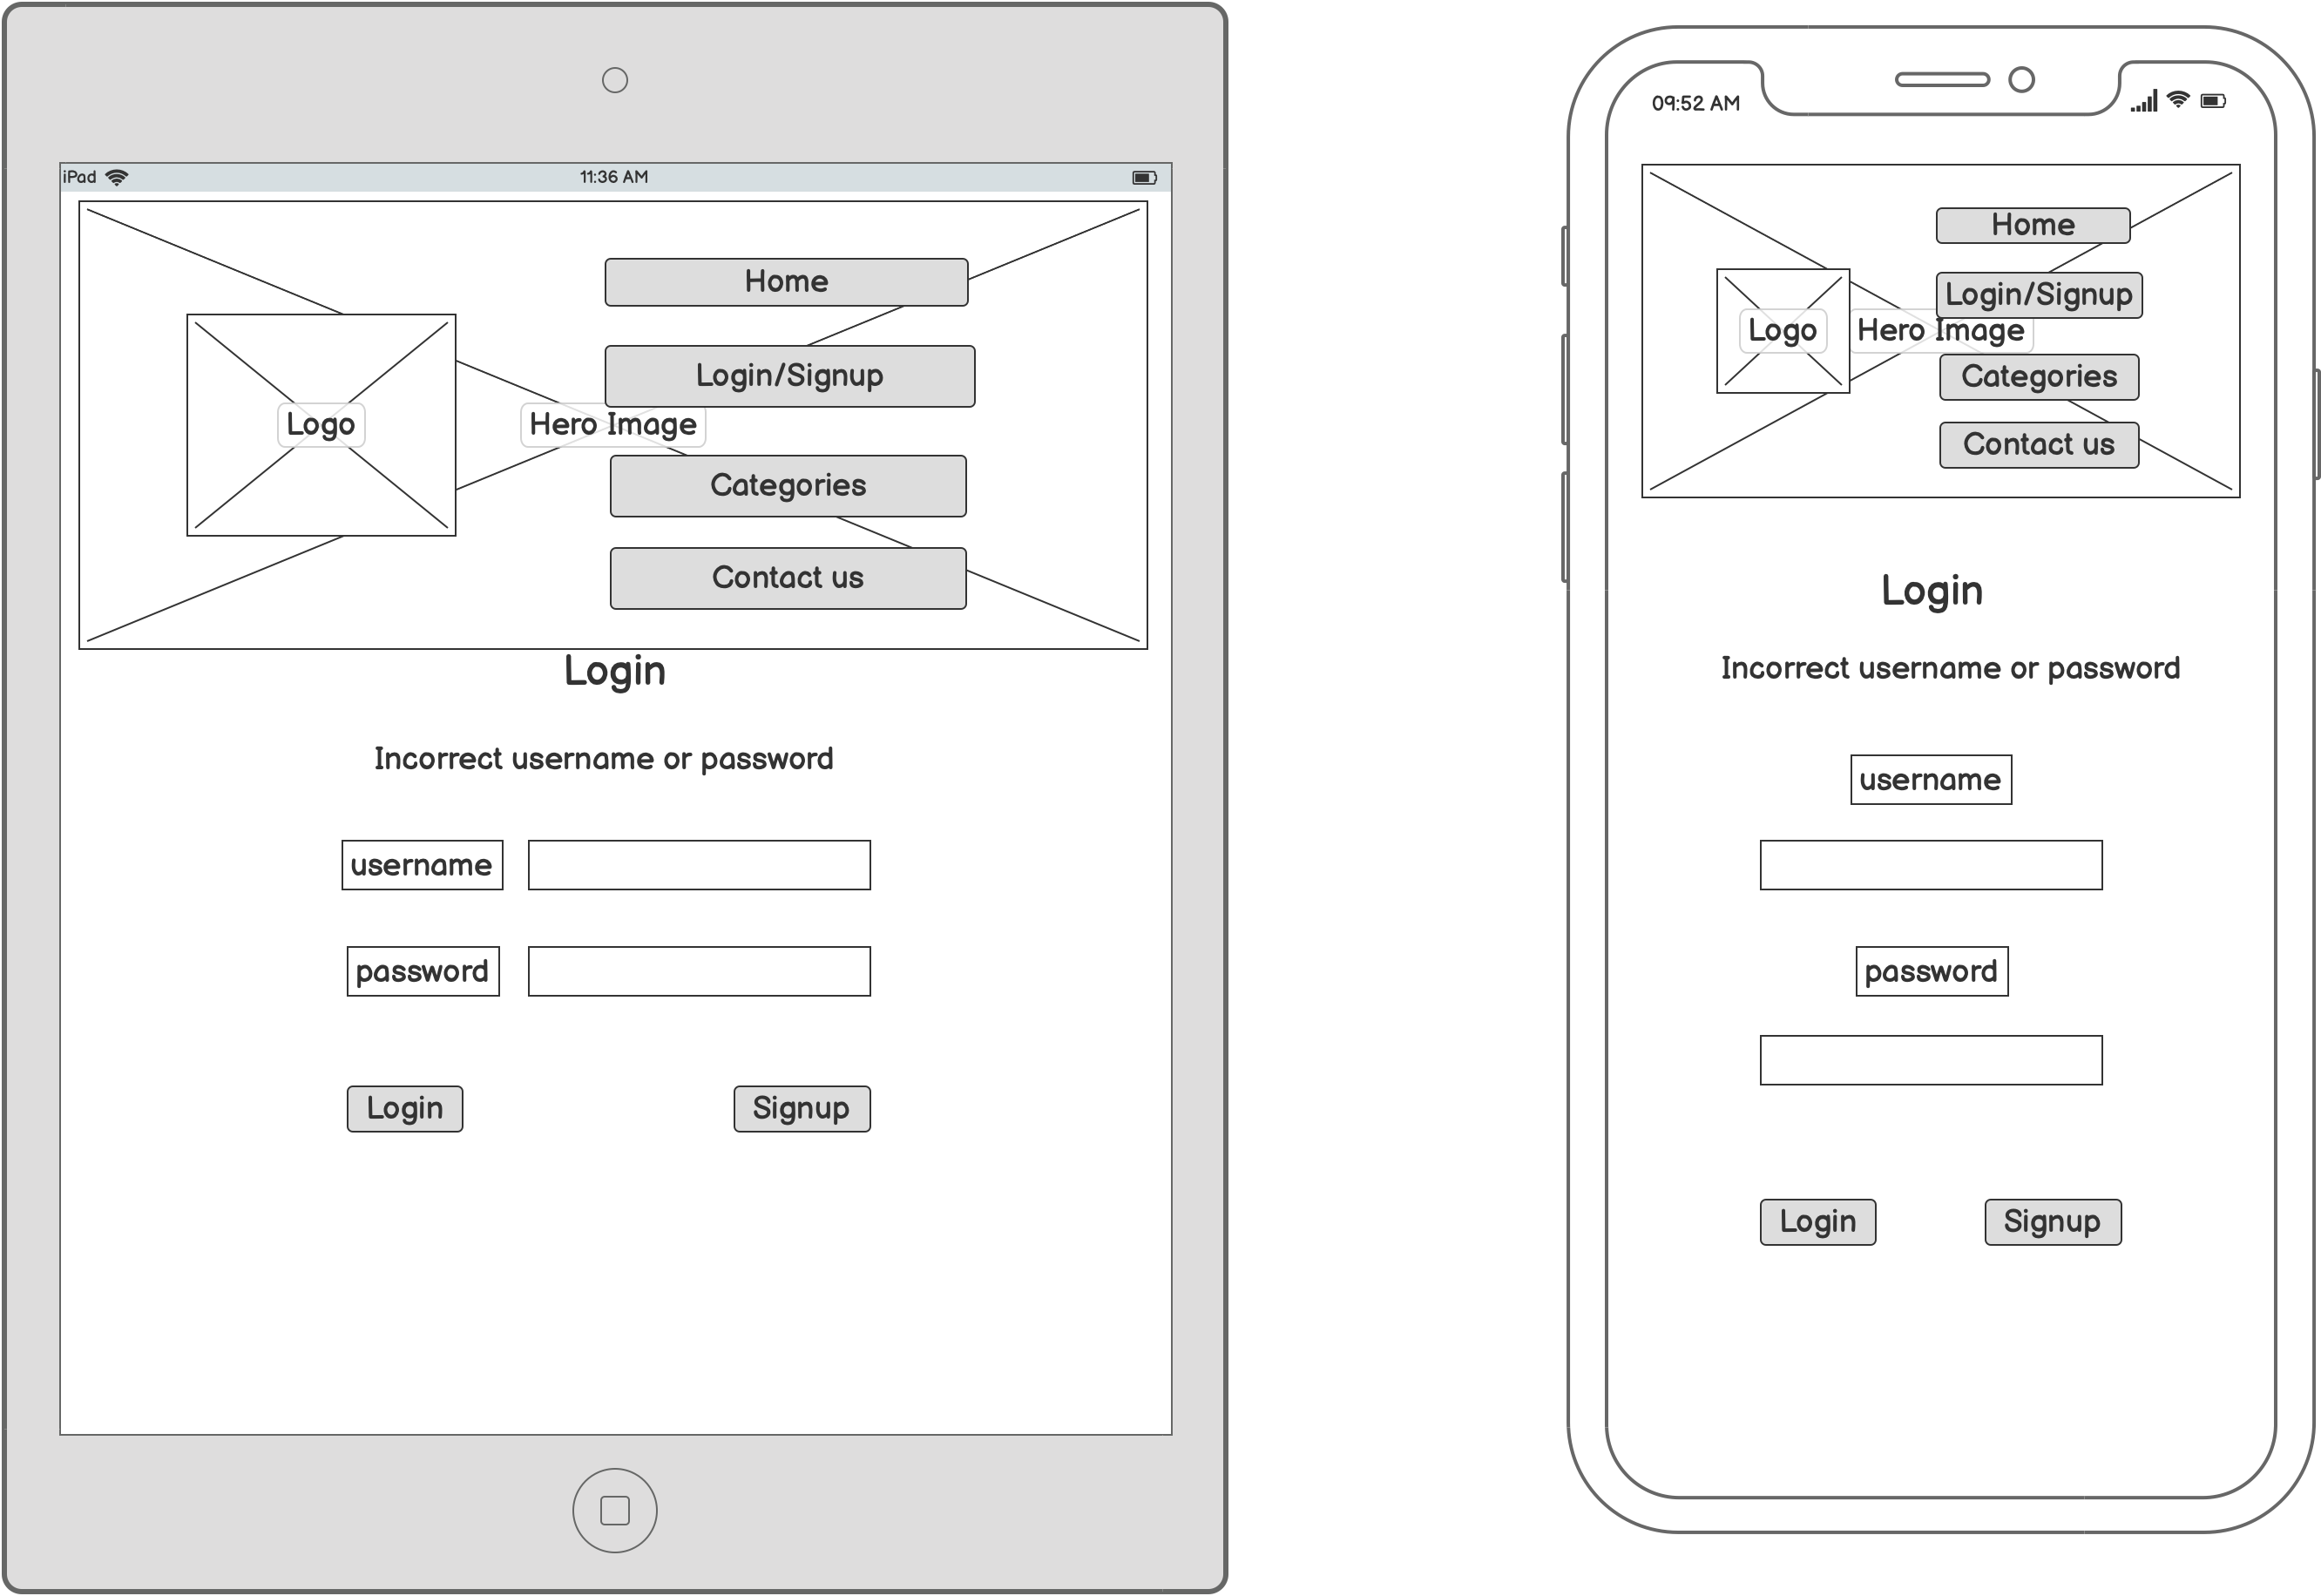 iPad 11:36 AM
Home
Login/Signup
Logo
Hero Image
Categories
Contact us
Login
Incorrect username or password
username
password
Login Signup
09:52 AM
Home
Login/Signup
Logo
Hero Image
Categories
Contact us
Login
Incorrect username or password
username
password
Login Signup